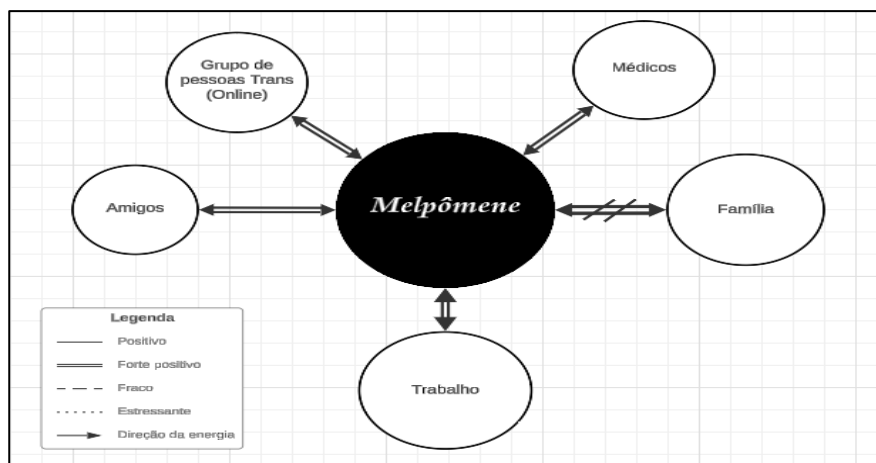 Grupo de
pessoas Trans
(Online)
Médicos
Amigos
Melpômene
Família
Trabalho
Legenda
Positivo
Forte positivo
Fraco
Estressante
Direção da energia